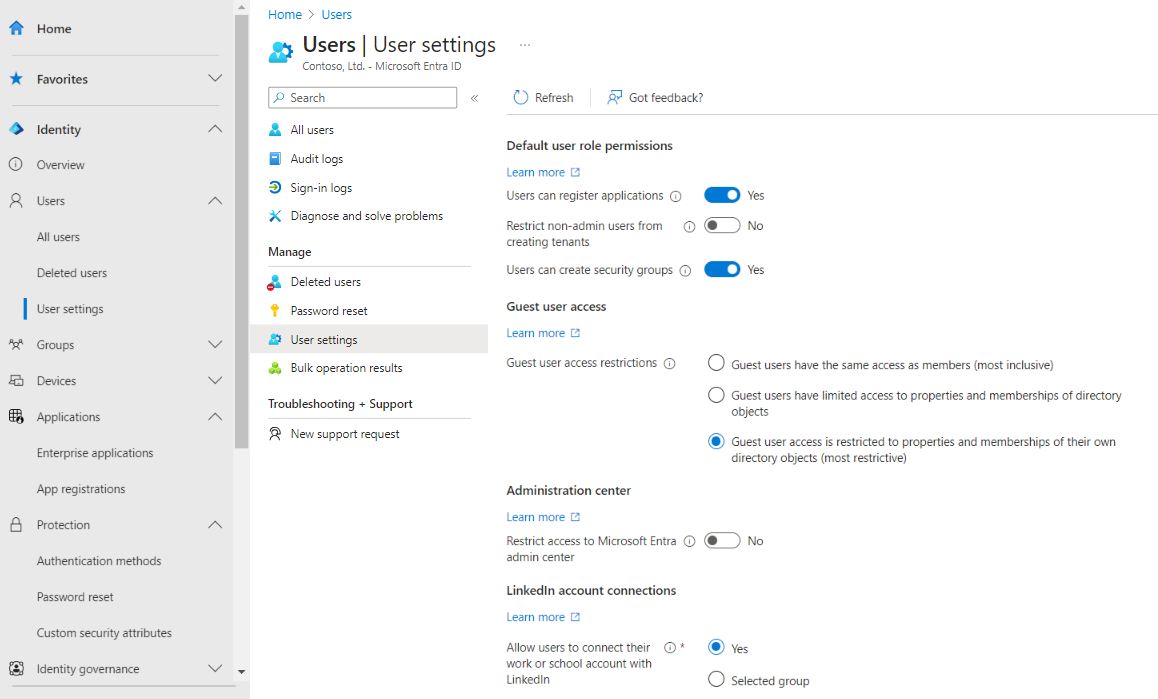 Home
Favorites
Identity
Overview
Users
All users
Deleted users
User settings
Groups
Devices
Applications
Enterprise applications
App registrations
Protection
Authentication methods
Password reset
Custom security attributes
Identity governance
Home > Users
Users | User settings ...
Contoso, Ltd. - Microsoft Entra ID
Search «
All users
Audit logs
Sign-in logs
Diagnose and solve problems
Manage
Deleted users
Password reset
User settings
Bulk operation results
Troubleshooting + Support
New support request
Refresh Got feedback?
Default user role permissions
Learn more
Users can register applications Yes
Restrict non-admin users from No
creating tenants
Users can create security groups Yes
Guest user access
Learn more
Guest user access restrictions
Guest users have the same access as members (most inclusive)
Guest users have limited access to properties and memberships of directory
objects
Guest user access is restricted to properties and memberships of their own
directory objects (most restrictive)
Administration center
Learn more
Restrict access to Microsoft Entra No
admin center
LinkedIn account connections
Learn more
Allow users to connect their * Yes
work or school account with
LinkedIn
Selected group